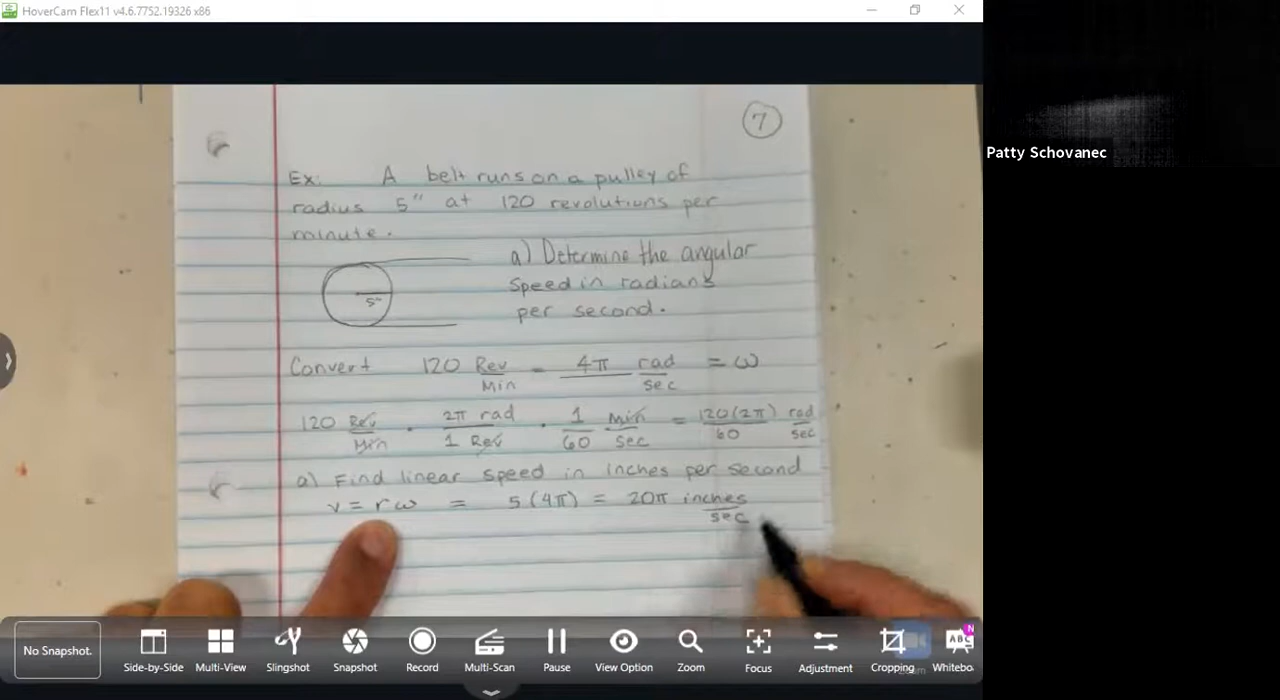 HoverCam Flex11 v4.6.7752.19326 x86
7
Ex: A belt runs on a pulley of
radius 5" at 120 revolutions per
minute.
a) Determine the angular
speed in radians
per second.
5"
Convert 120 Rev/Min = 4π rad/sec = ω
120 Rev/Min · 2π rad/1 Rev · 1/60 Min/sec = 120(2π)/60 rad/sec
a) Find linear speed in inches per second
v = rω = 5(4π) = 20π inches/sec
Patty Schovanec
No Snapshot.
Side-by-Side
Multi-View
Slingshot
Snapshot
Record
Multi-Scan
Pause
View Option
Zoom
Focus
Adjustment
Cropping
ABC
N
Whiteboa